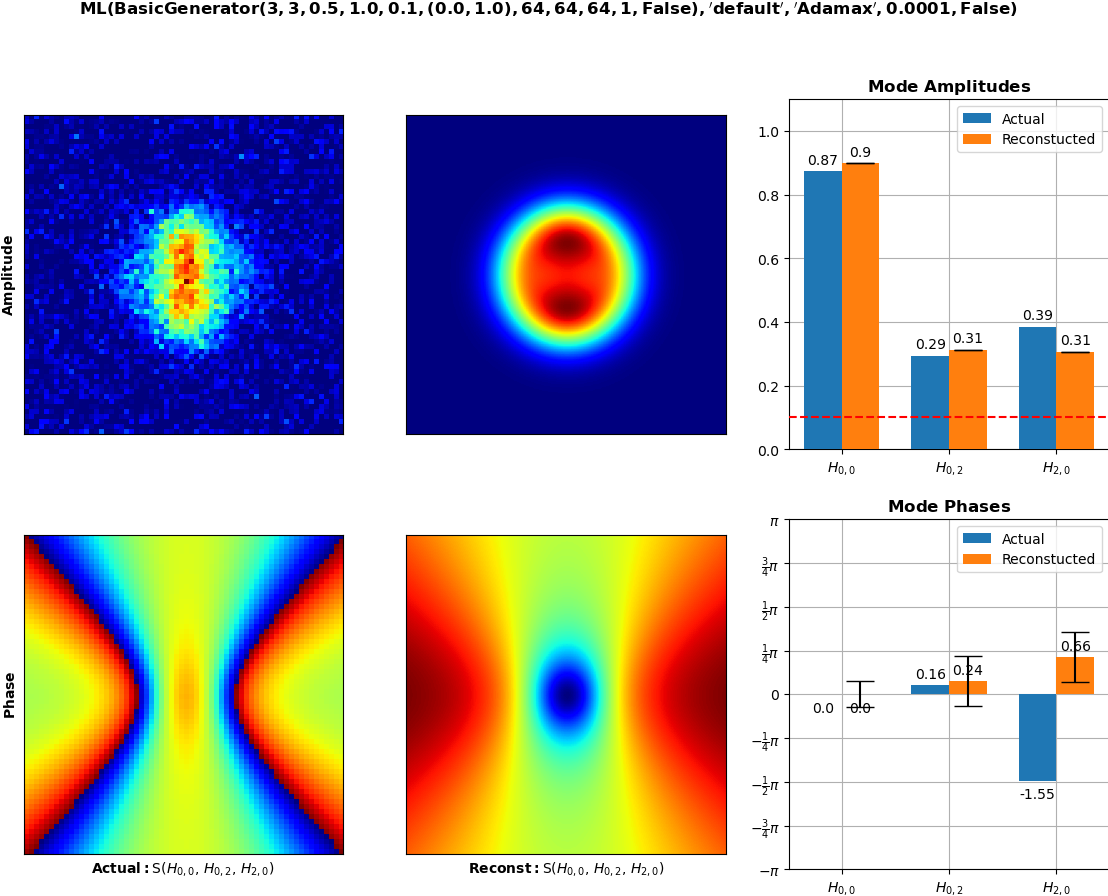 ML(BasicGenerator(3, 3, 0.5, 1.0, 0.1, (0.0, 1.0), 64, 64, 64, 1, False), ′default′, ′Adamax′, 0.0001, False)
Amplitude
Mode Amplitudes
Actual
Reconstucted
1.0
0.8
0.6
0.4
0.2
0.0
0.87
0.9
0.29
0.31
0.39
0.31
H0,0
H0,2
H2,0
Phase
Actual: S(H0,0, H0,2, H2,0)
Reconst: S(H0,0, H0,2, H2,0)
Mode Phases
Actual
Reconstucted
π
3/4π
1/2π
1/4π
0
−1/4π
−1/2π
−3/4π
−π
0.0
0.0
0.16
0.24
-1.55
0.66
H0,0
H0,2
H2,0